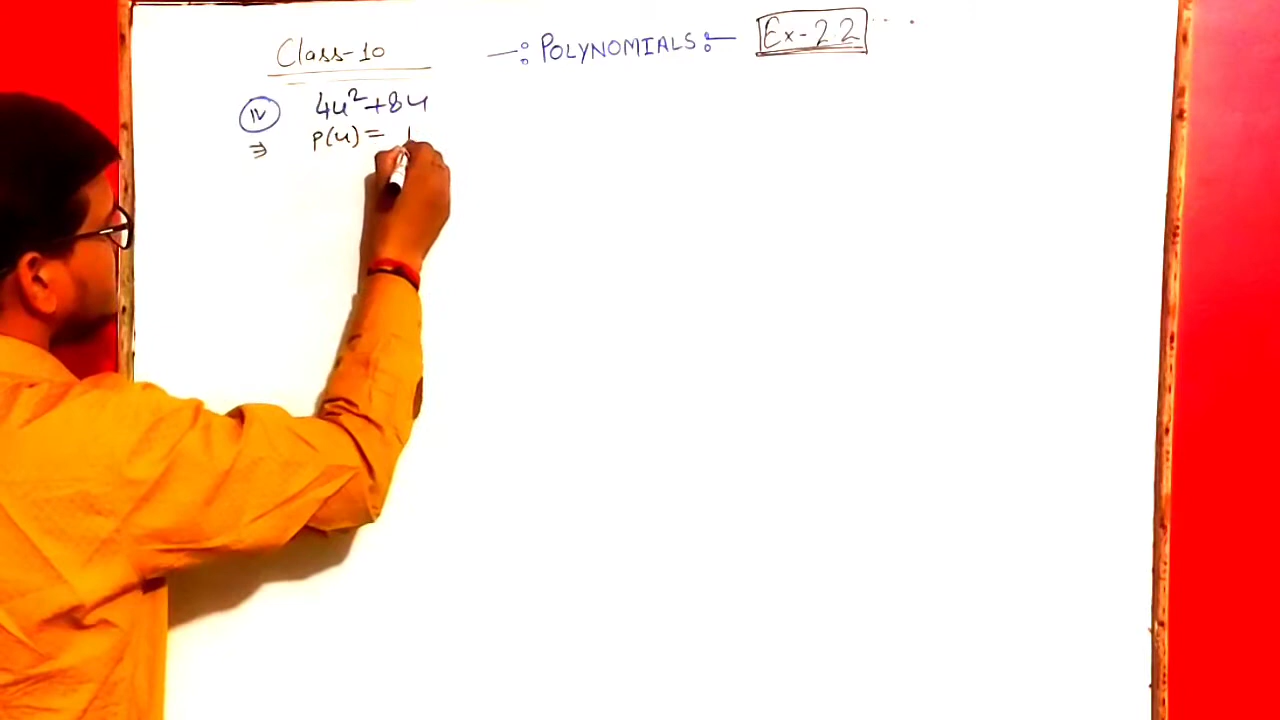 Class-10 —: POLYNOMIALS :— Ex-2.2
(iv) 4u²+8u
⇒ p(u) =